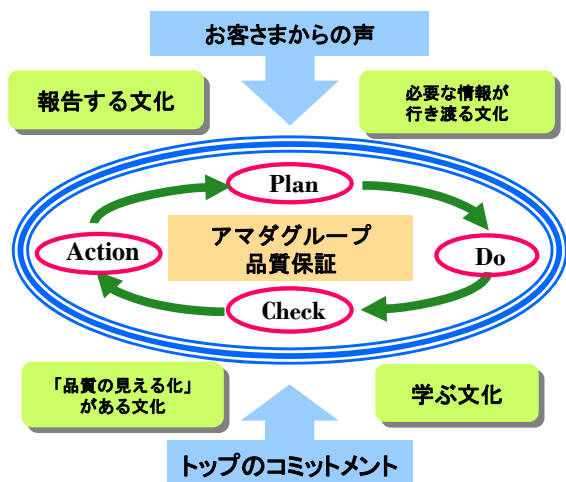 お客さまからの声
報告する文化
必要な情報が
行き渡る文化
Plan
アマダグループ
品質保証
Action
Do
Check
「品質の見える化」
がある文化
学ぶ文化
トップのコミットメント